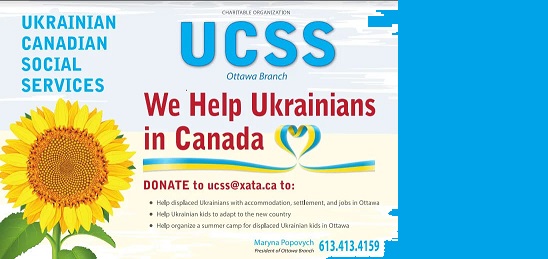 UKRAINIAN
CANADIAN
SOCIAL
SERVICES
CHARITABLE ORGANIZATION
UCSS
Ottawa Branch
We Help Ukrainians
in Canada
DONATE to ucss@xata.ca to:
• Help displaced Ukrainians with accommodation, settlement, and jobs in Ottawa
• Help Ukrainian kids to adapt to the new country
• Help organize a summer camp for displaced Ukrainian kids in Ottawa
Maryna Popovych 613.413.4159
President of Ottawa Branch